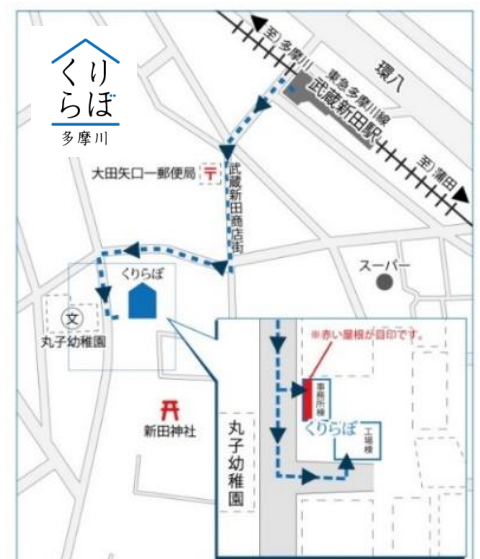 くり
らぼ
多摩川
至)多摩川
環八
東急多摩川線
武蔵新田駅
至)蒲田
大田矢口一郵便局
武蔵新田商店街
くりらぼ
スーパー
文
丸子幼稚園
※赤い屋根が目印です。
事務所棟
くりらぼ
工場棟
新田神社
丸子幼稚園